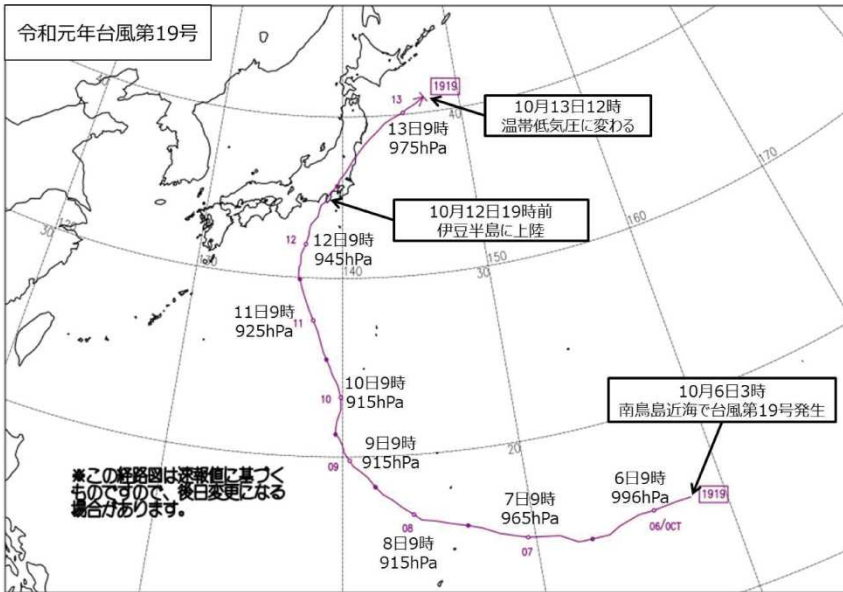 令和元年台風第19号
1919
10月13日12時
温帯低気圧に変わる
13
13日9時
975hPa
40
170
10月12日19時前
伊豆半島に上陸
160
12
12日9時
945hPa
30
130
140
150
30
11日9時
11
925hPa
10日9時
10
915hPa
10月6日3時
南鳥島近海で台風第19号発生
20
9日9時
09
915hPa
※この経路図は速報値に基づく
ものですので、後日変更になる
場合があります。
6日9時
996hPa
1919
7日9時
965hPa
06/OCT
08
07
8日9時
915hPa